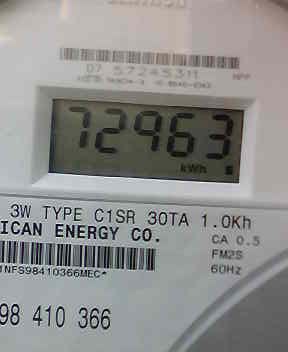 07 57245311 MPP
72963
kWh
3W TYPE C1SR 30TA 1.0Kh
ICAN ENERGY CO.
CA 0.5
FM2S
60Hz
98 410 366